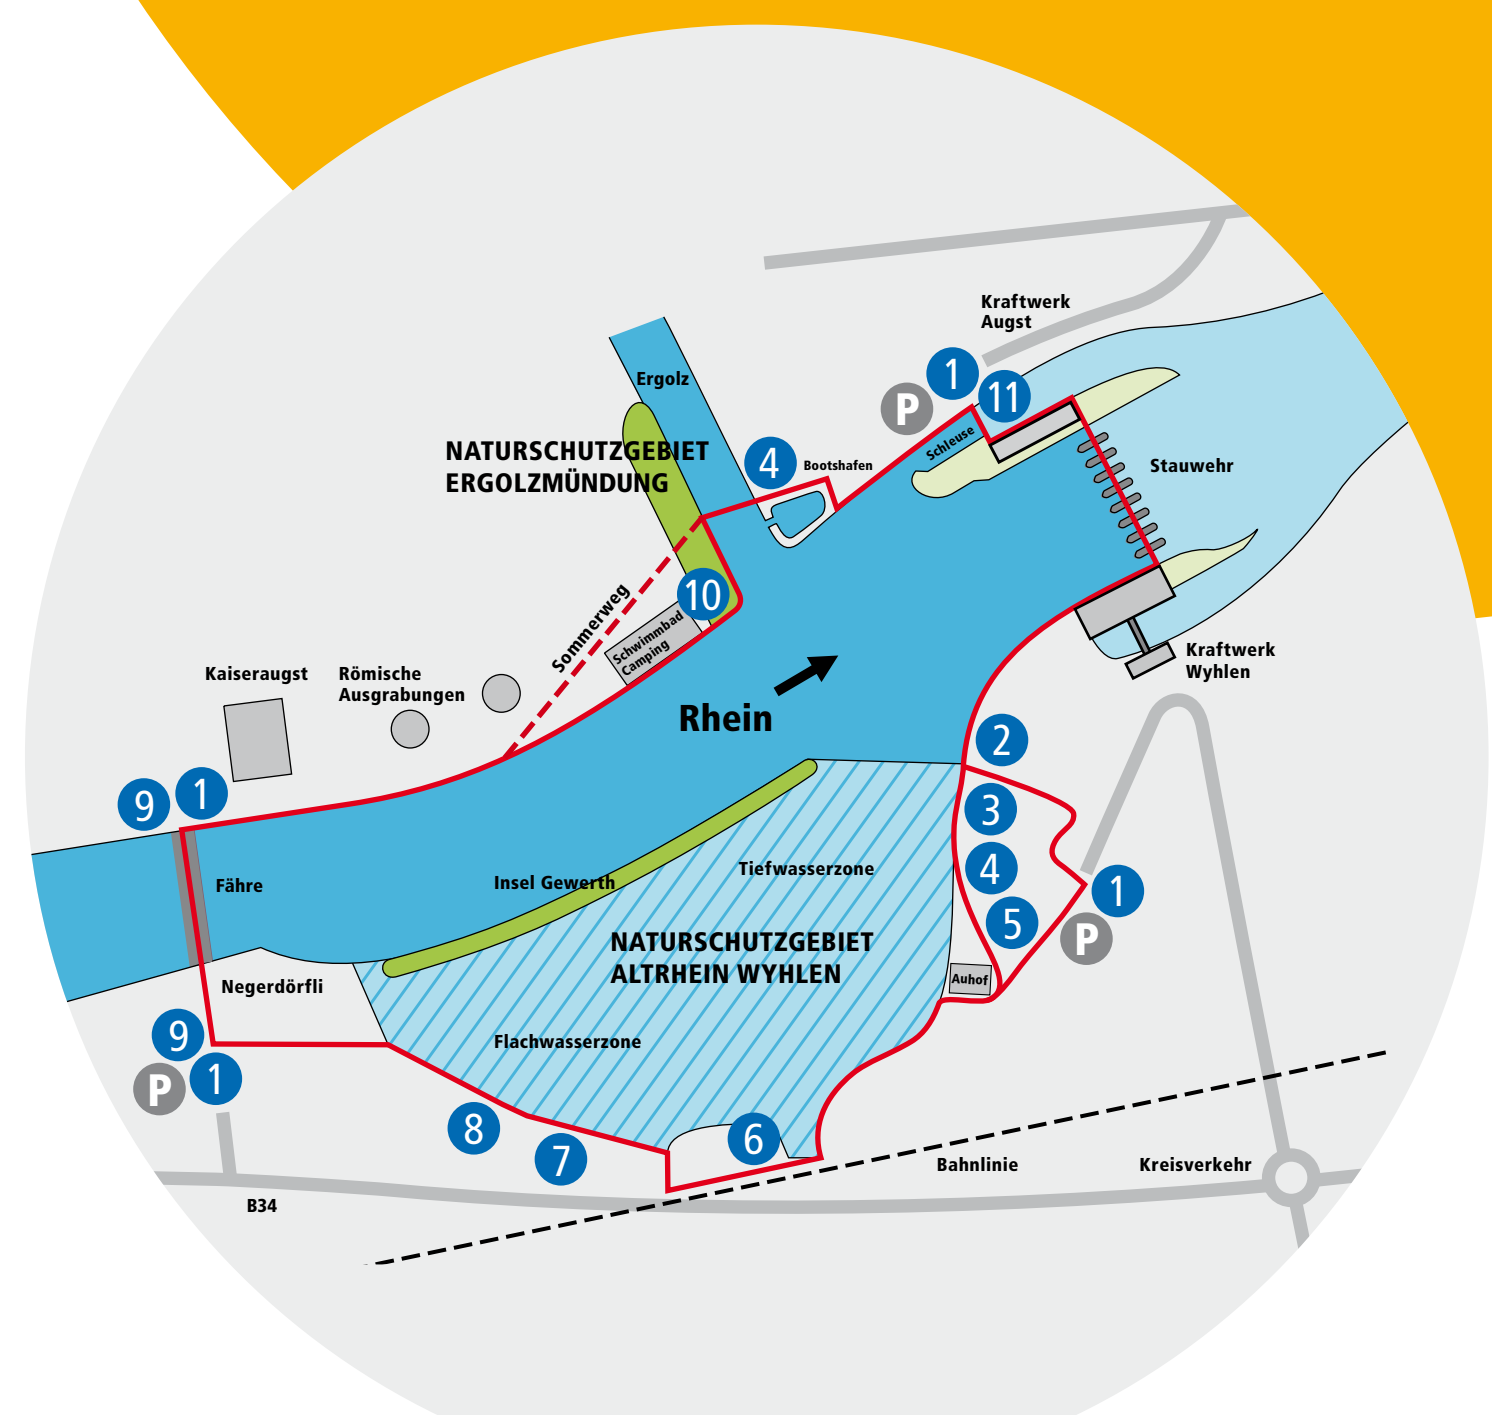 Kraftwerk
Augst
1
11
P
Ergolz
Schleuse
NATURSCHUTZGEBIET
ERGOLZMÜNDUNG
4
Bootshafen
Stauwehr
10
Sommerweg
Schwimmbad
Camping
Kaiseraugst
Römische
Ausgrabungen
Kraftwerk
Wyhlen
Rhein
2
9
1
3
Fähre
Insel Gewerth
Tiefwasserzone
4
1
5
P
NATURSCHUTZGEBIET
ALTRHEIN WYHLEN
Auhof
Negerdörfli
9
Flachwasserzone
P
1
8
7
6
Bahnlinie
Kreisverkehr
B34